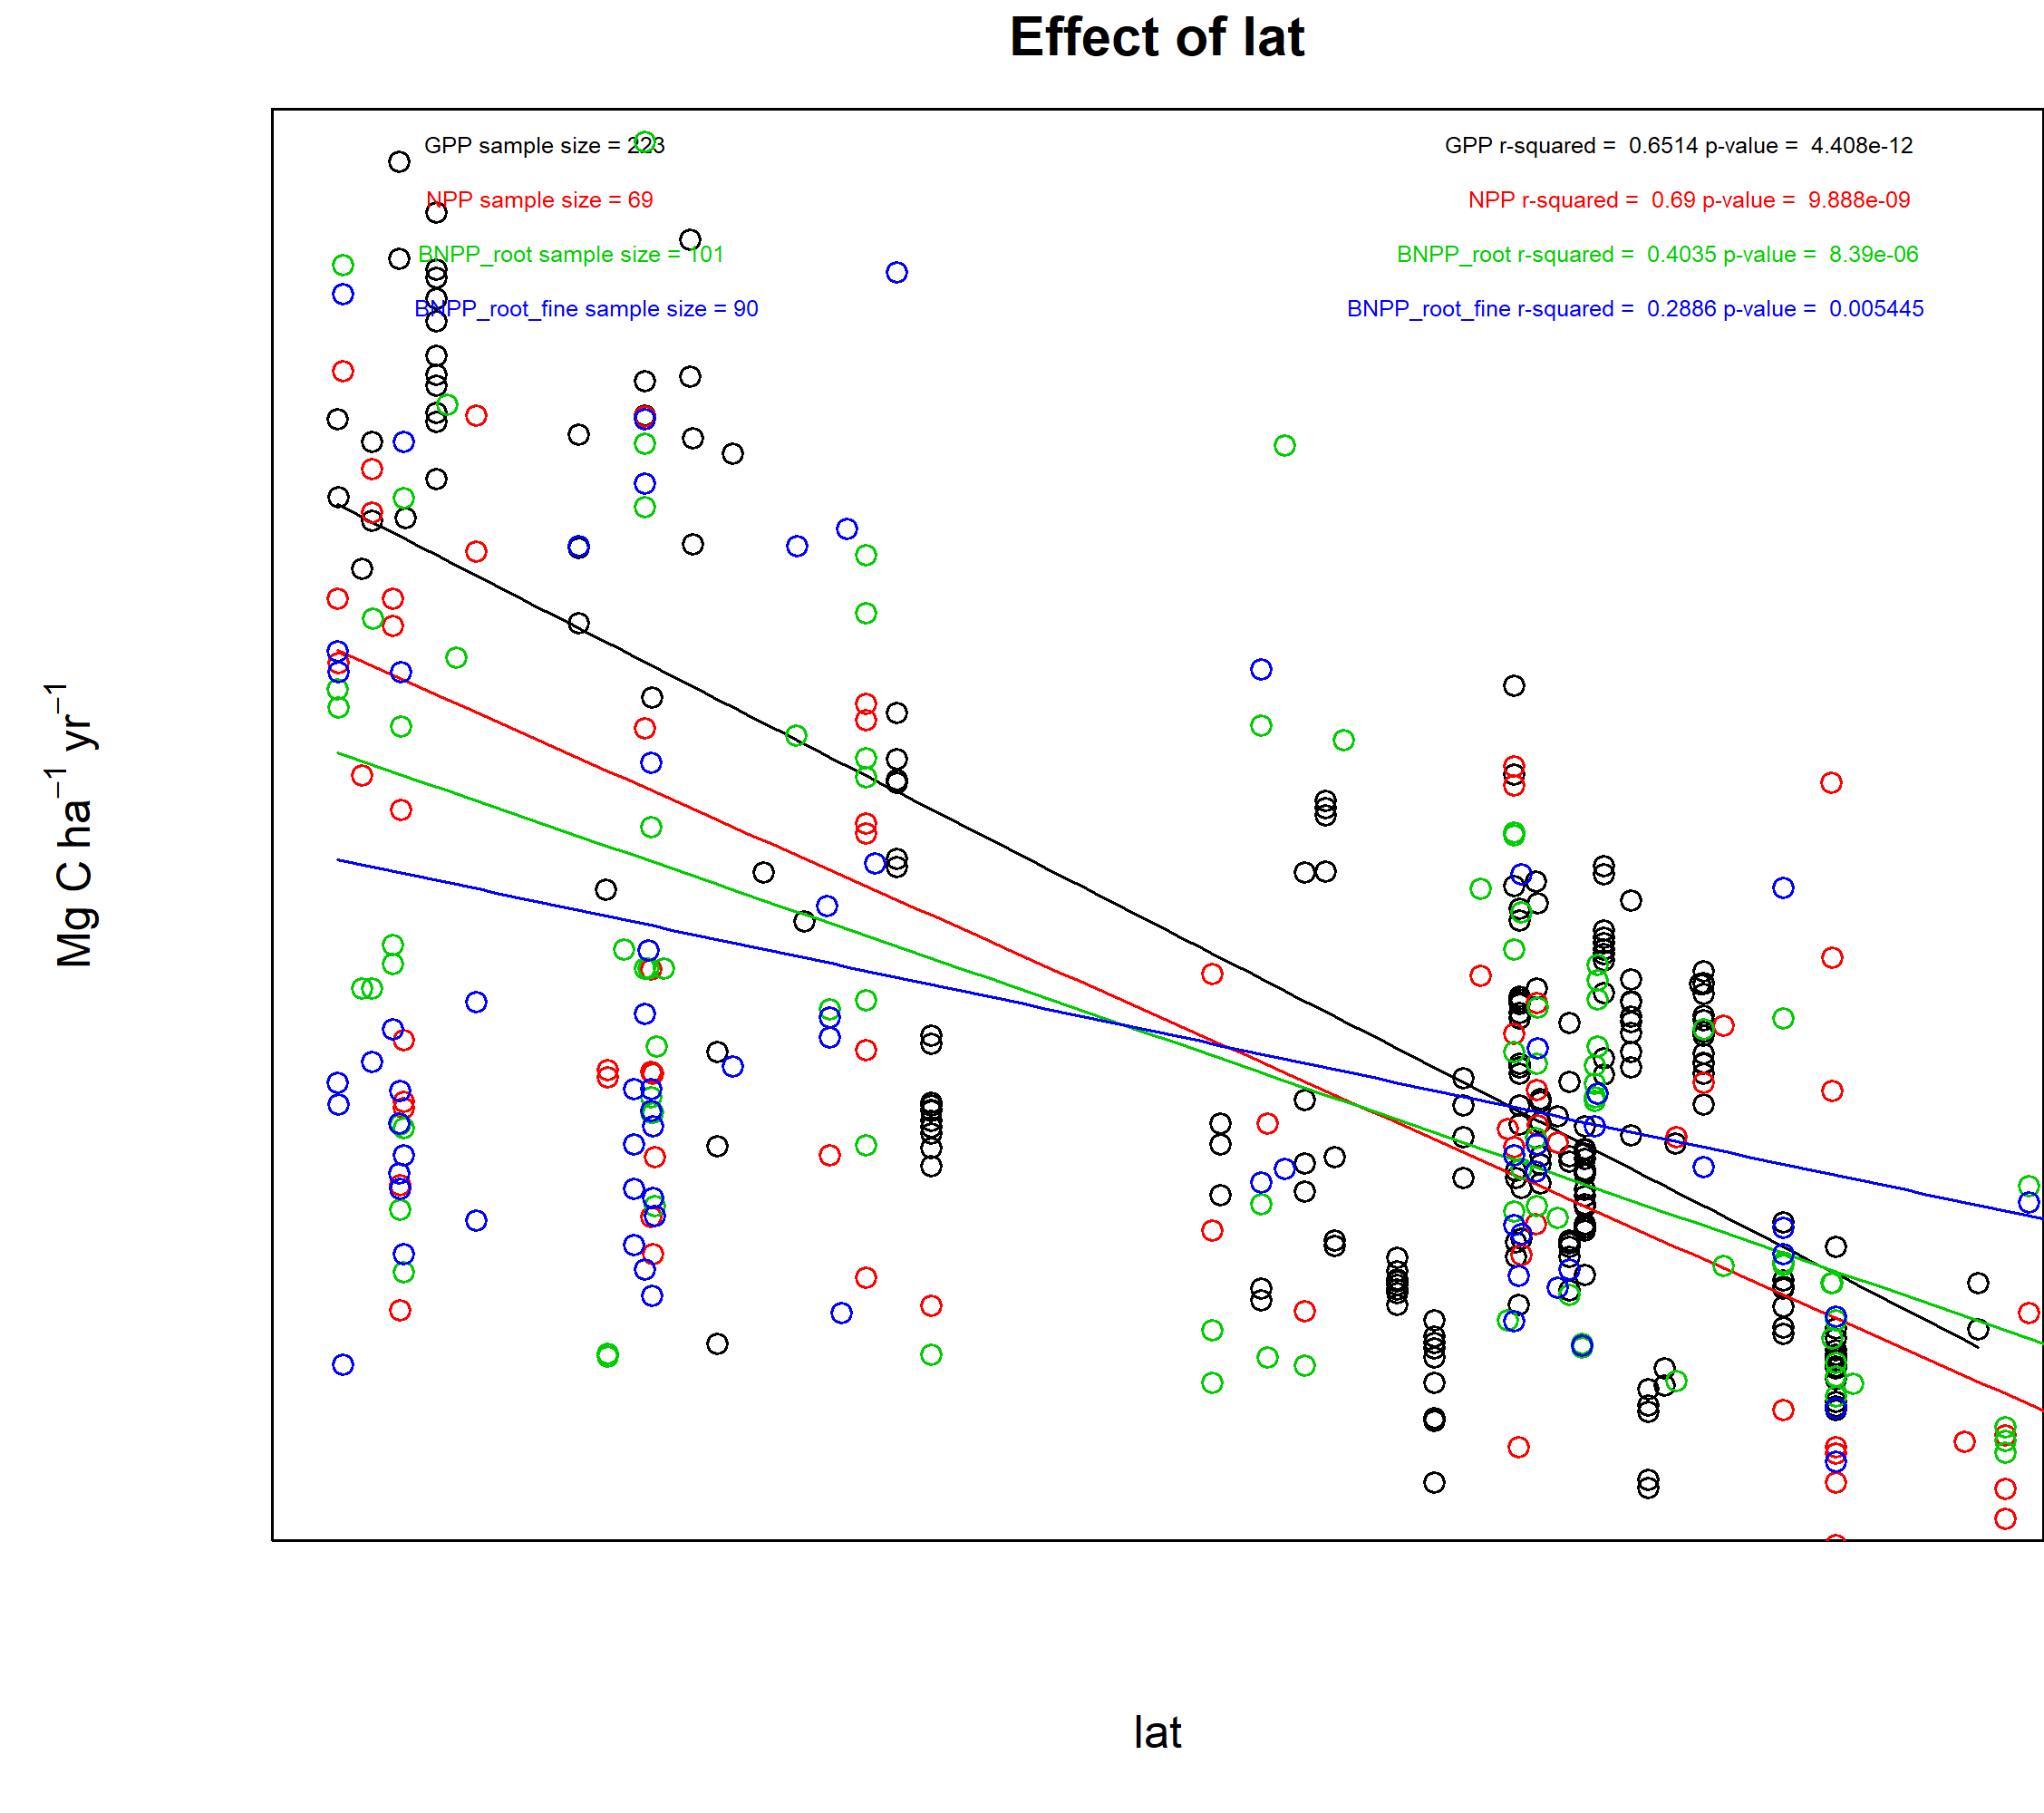 Effect of lat
GPP sample size = 223
NPP sample size = 69
BNPP_root sample size = 101
BNPP_root_fine sample size = 90
GPP r-squared = 0.6514 p-value = 4.408e-12
NPP r-squared = 0.69 p-value = 9.888e-09
BNPP_root r-squared = 0.4035 p-value = 8.39e-06
BNPP_root_fine r-squared = 0.2886 p-value = 0.005445
Mg C ha⁻¹ yr⁻¹
lat